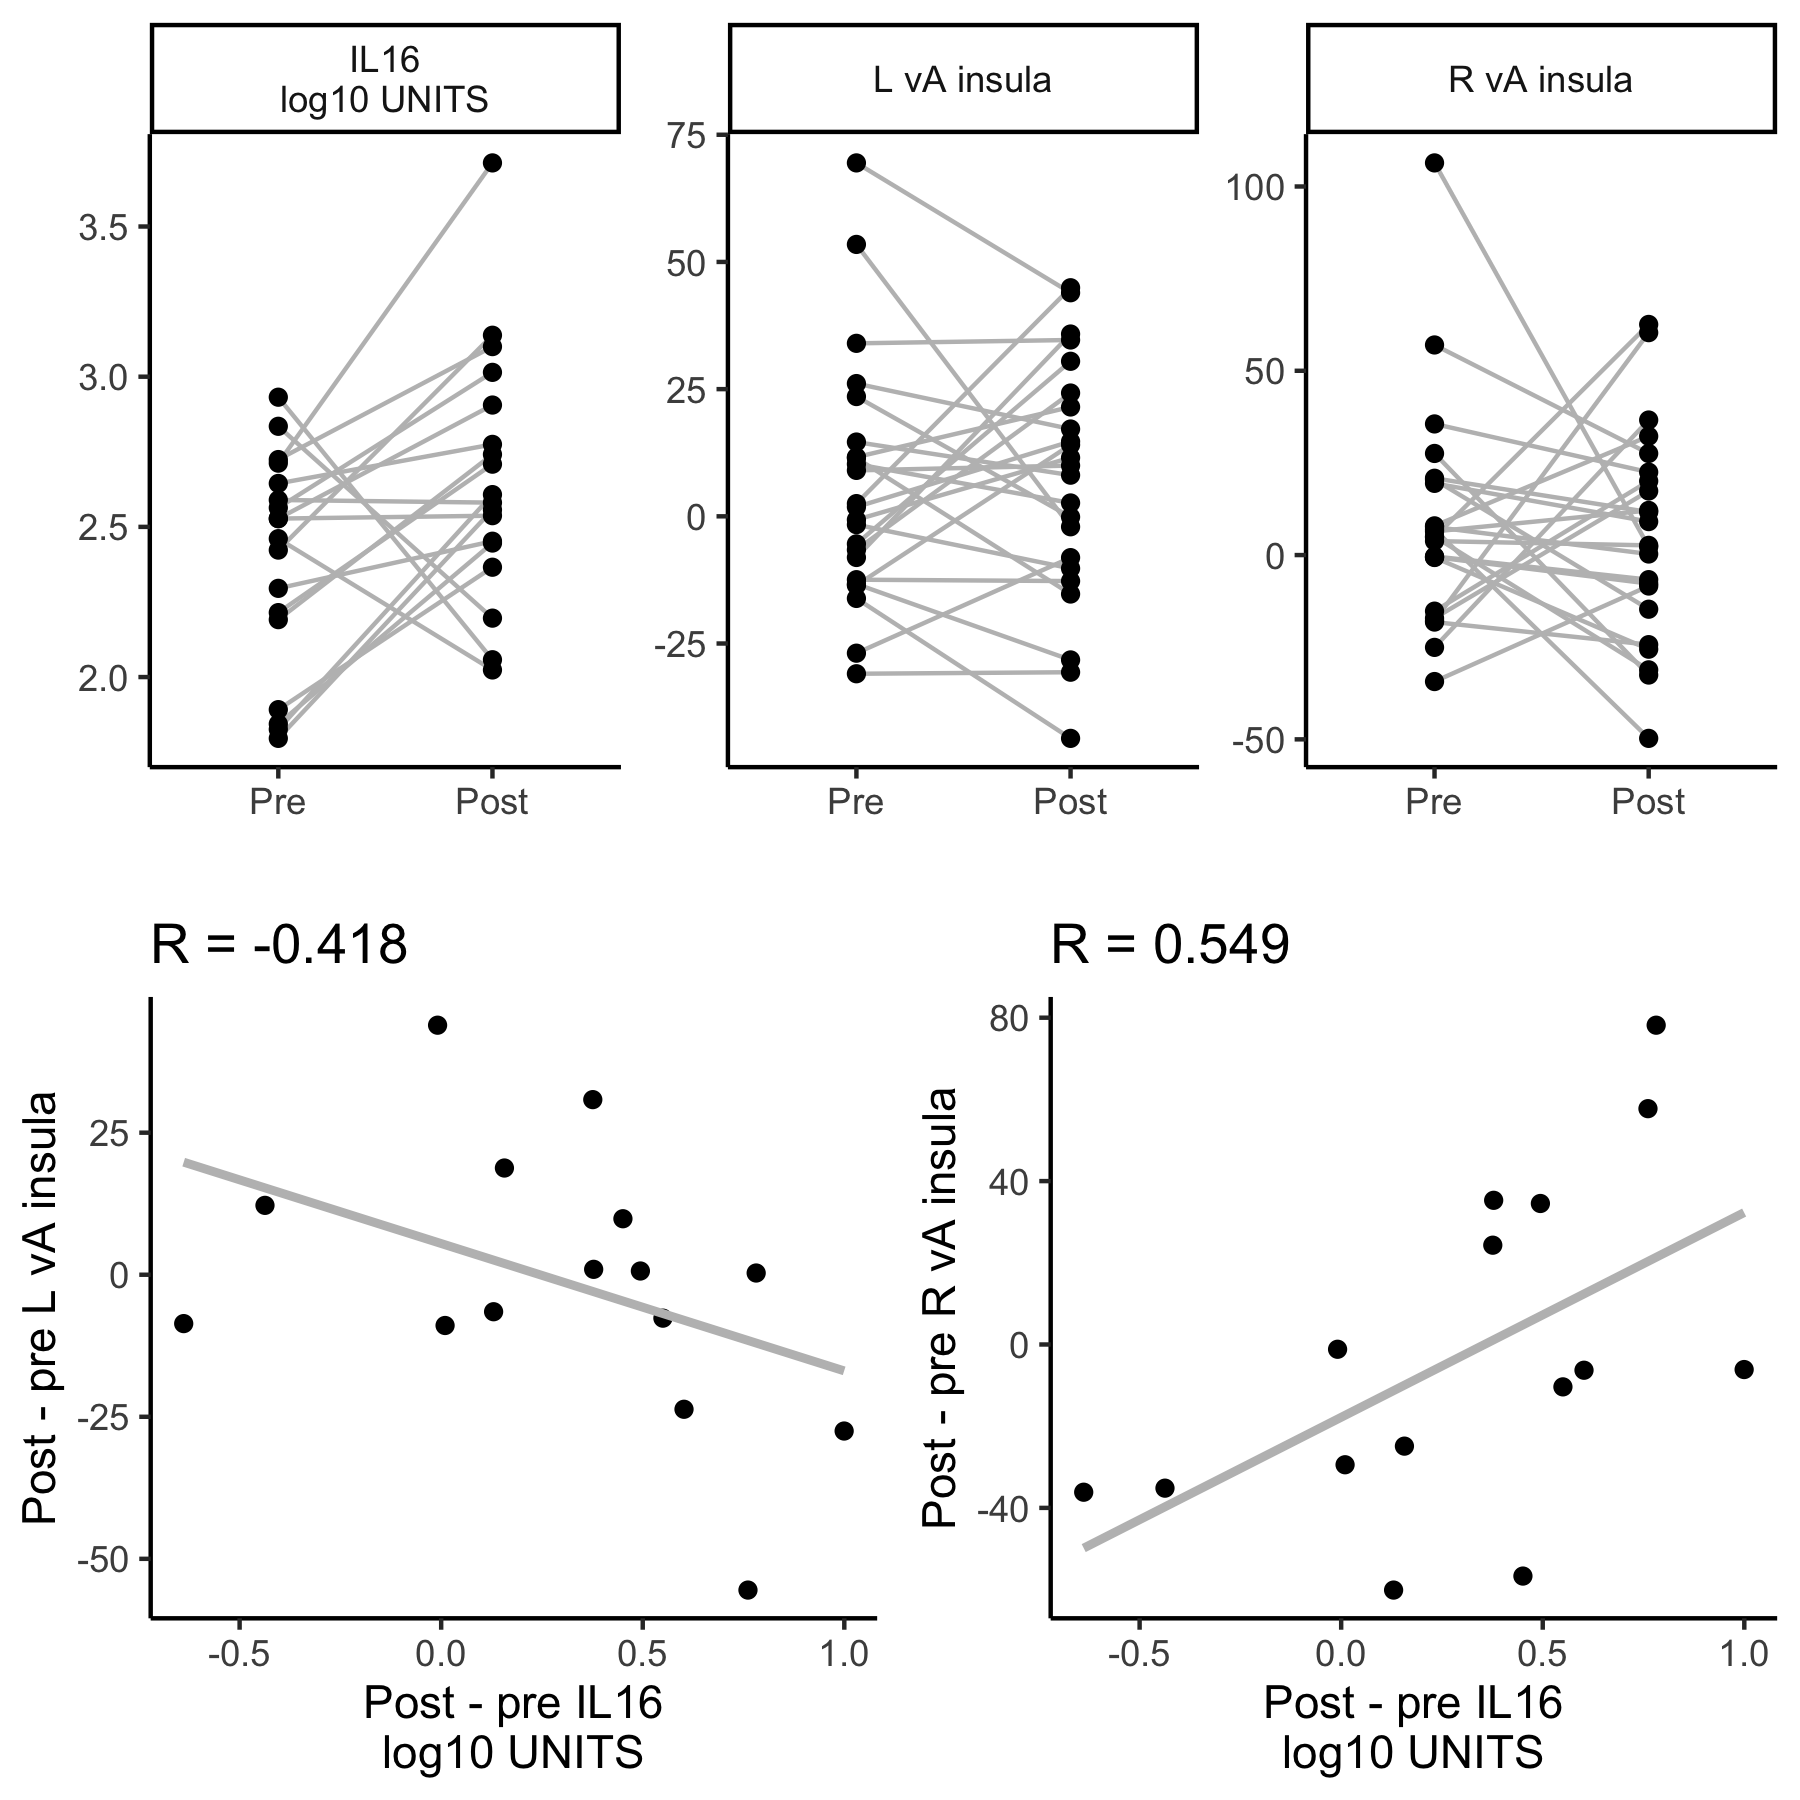 IL16
log10 UNITS
L vA insula
R vA insula
3.5
3.0
2.5
2.0
Pre
Post
75
50
25
0
-25
Pre
Post
100
50
0
-50
Pre
Post
R = -0.418
Post - pre L vA insula
25
0
-25
-50
-0.5
0.0
0.5
1.0
Post - pre IL16
log10 UNITS
R = 0.549
Post - pre R vA insula
80
40
0
-40
-0.5
0.0
0.5
1.0
Post - pre IL16
log10 UNITS